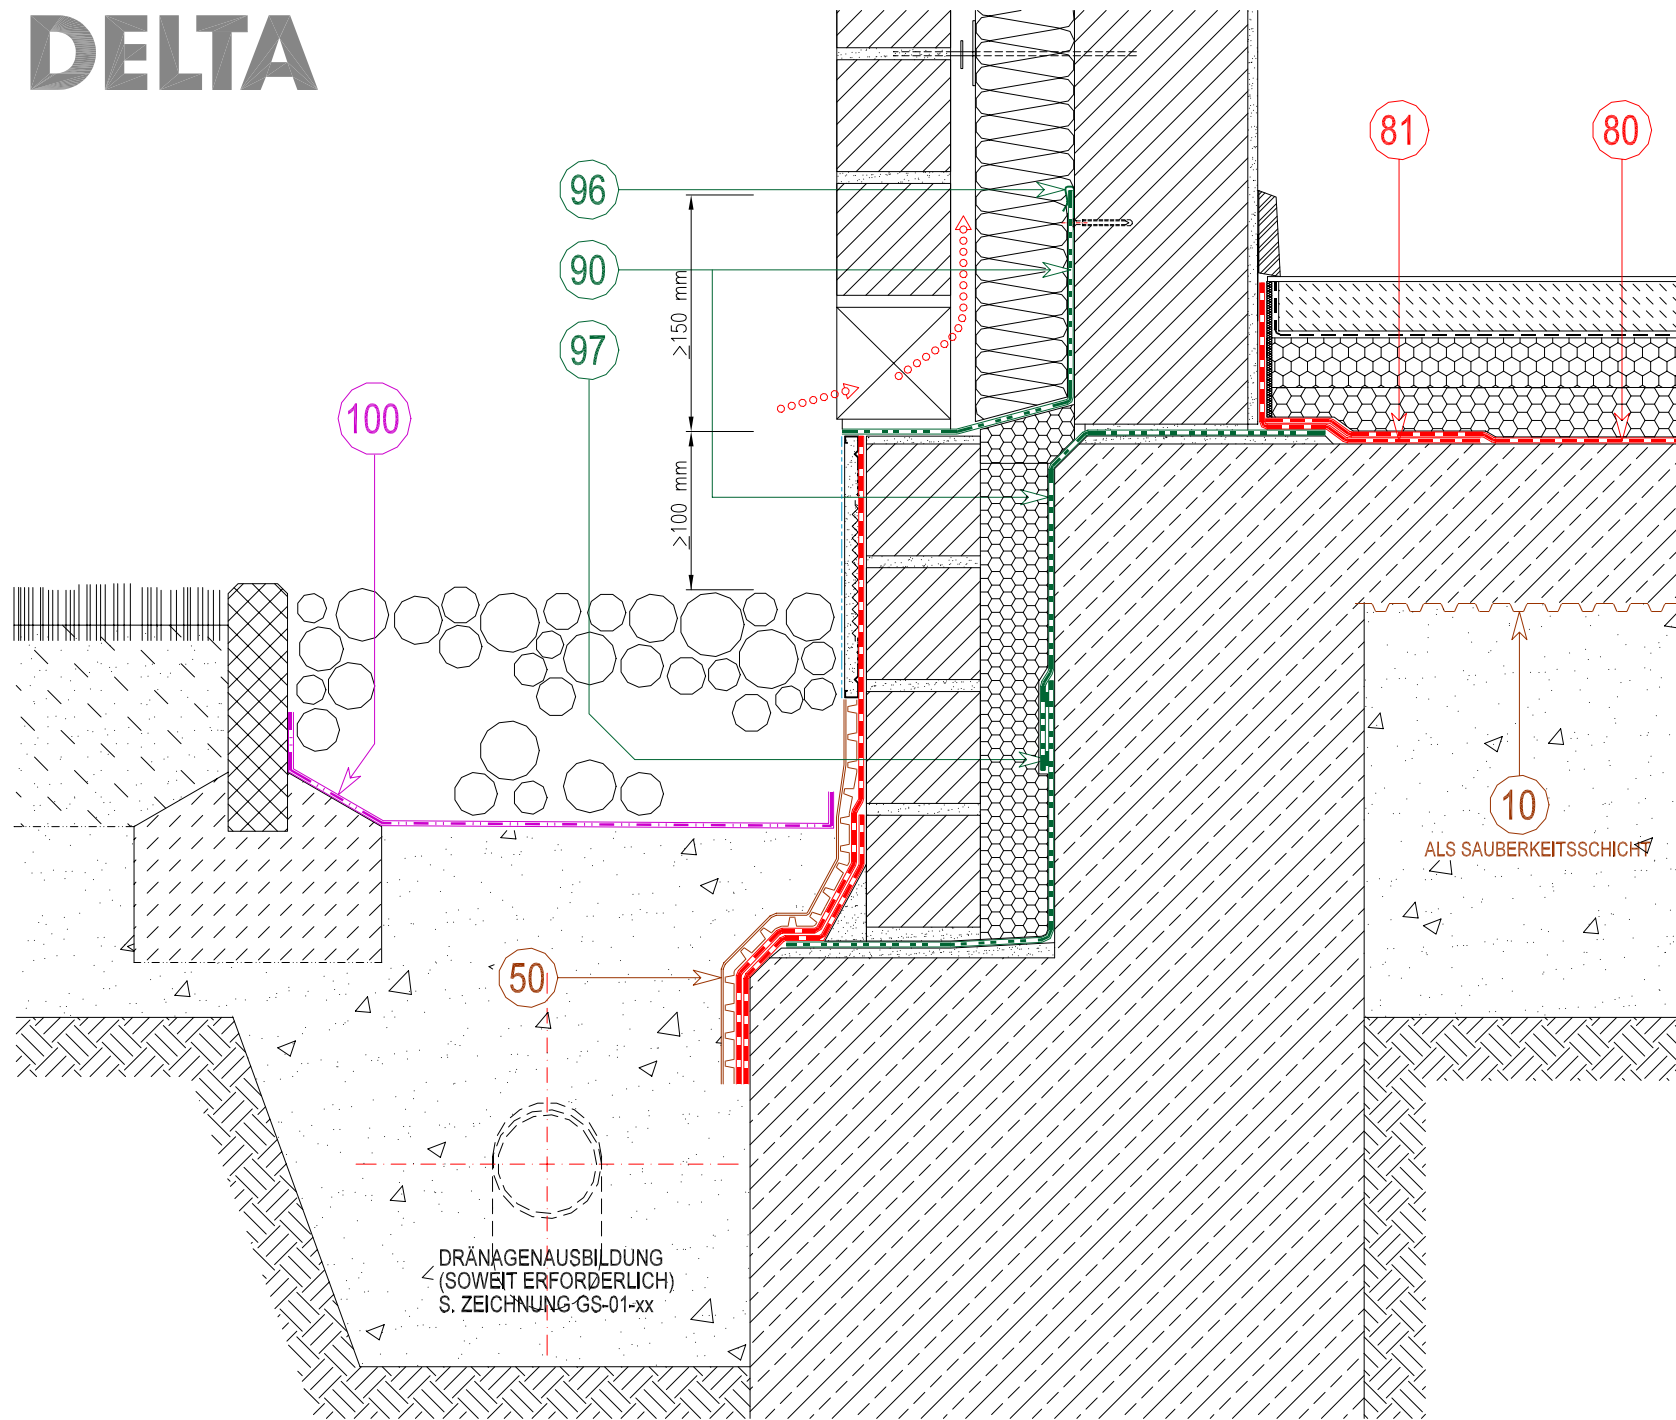 DELTA
81
80
96
90
≥150 mm
97
100
≥100 mm
10
ALS SAUBERKEITSSCHICHT
50
DRÄNAGENAUSBILDUNG
(SOWEIT ERFORDERLICH)
S. ZEICHNUNG GS-01-xx